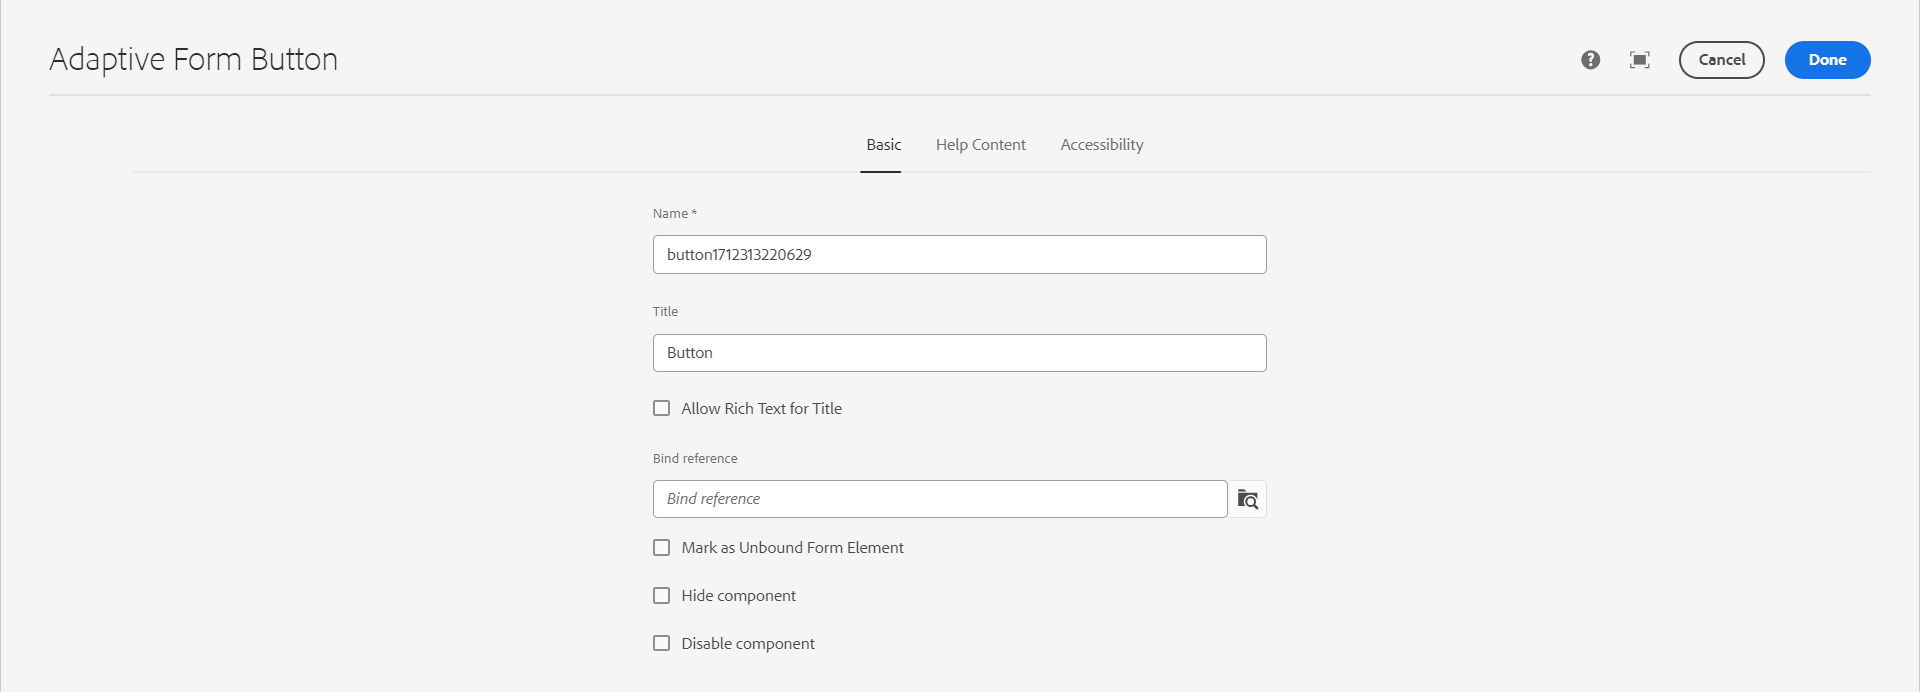 Adaptive Form Button
Cancel
Done
Basic
Help Content
Accessibility
Name *
button1712313220629
Title
Button
Allow Rich Text for Title
Bind reference
Bind reference
Mark as Unbound Form Element
Hide component
Disable component